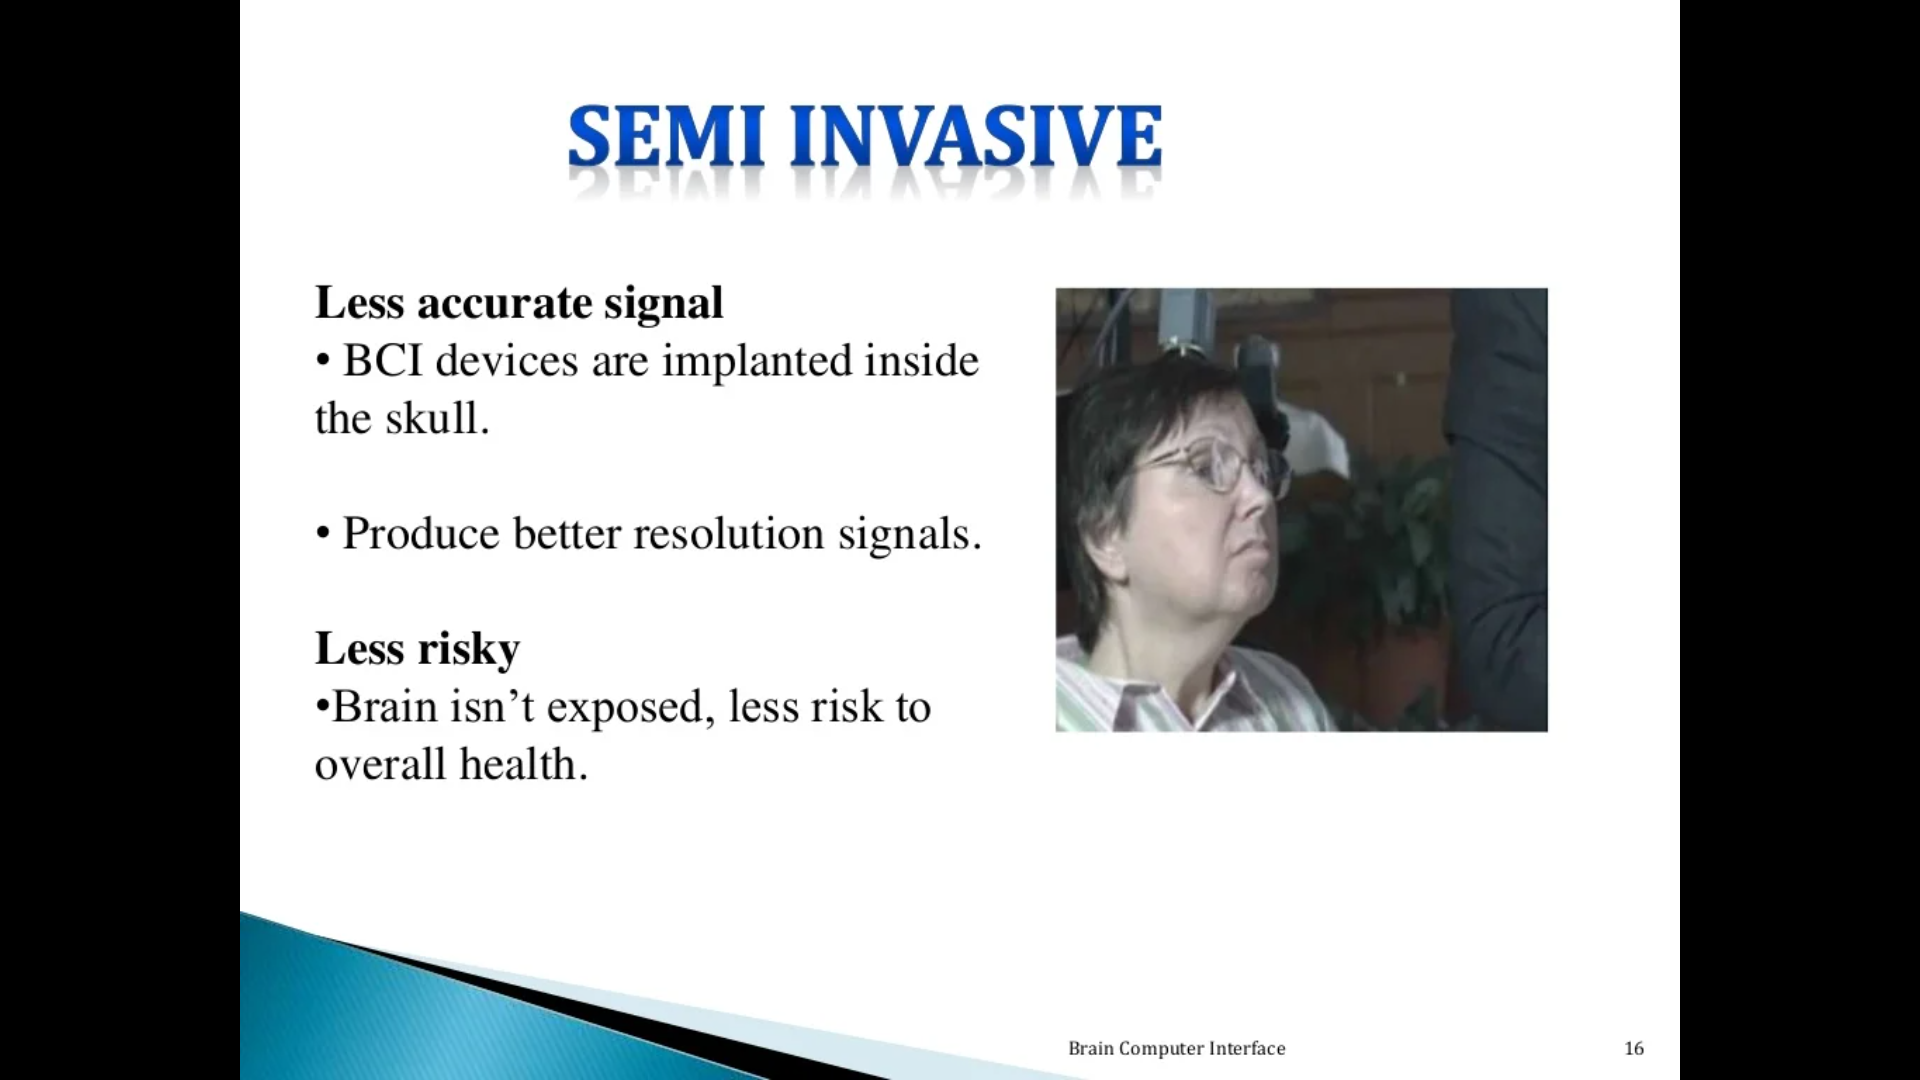 SEMI INVASIVE
Less accurate signal
• BCI devices are implanted inside
the skull.
• Produce better resolution signals.
Less risky
•Brain isn’t exposed, less risk to
overall health.
Brain Computer Interface
16